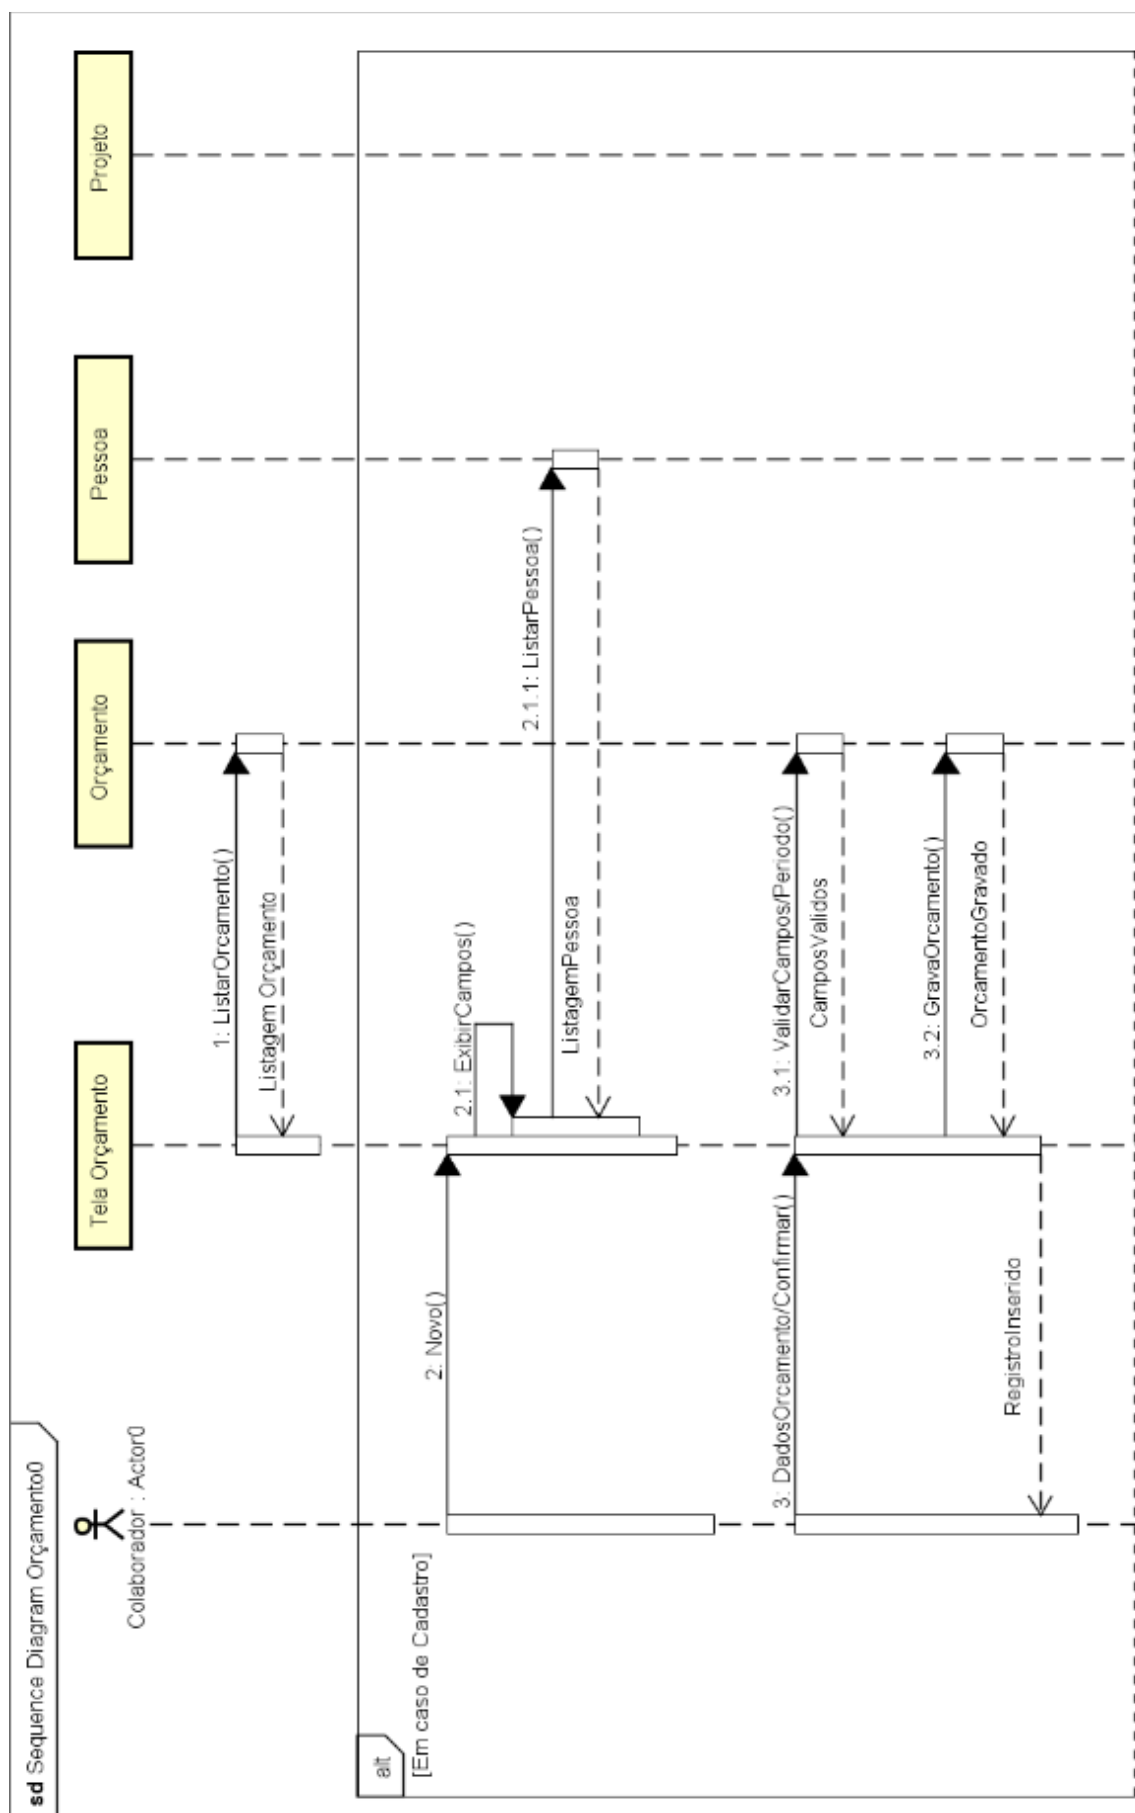 sd Sequence Diagram Orçamento0
Colaborador : Actor0
Tela Orçamento
Orçamento
Pessoa
Projeto
1: ListarOrcamento()
Listagem Orçamento
alt
[Em caso de Cadastro]
2: Novo()
2.1: ExibirCampos()
2.1.1: ListarPessoa()
ListagemPessoa
3: DadosOrcamento/Confirmar()
3.1: ValidarCampos/Periodo()
CamposValidos
3.2: GravaOrcamento()
OrcamentoGravado
RegistroInserido